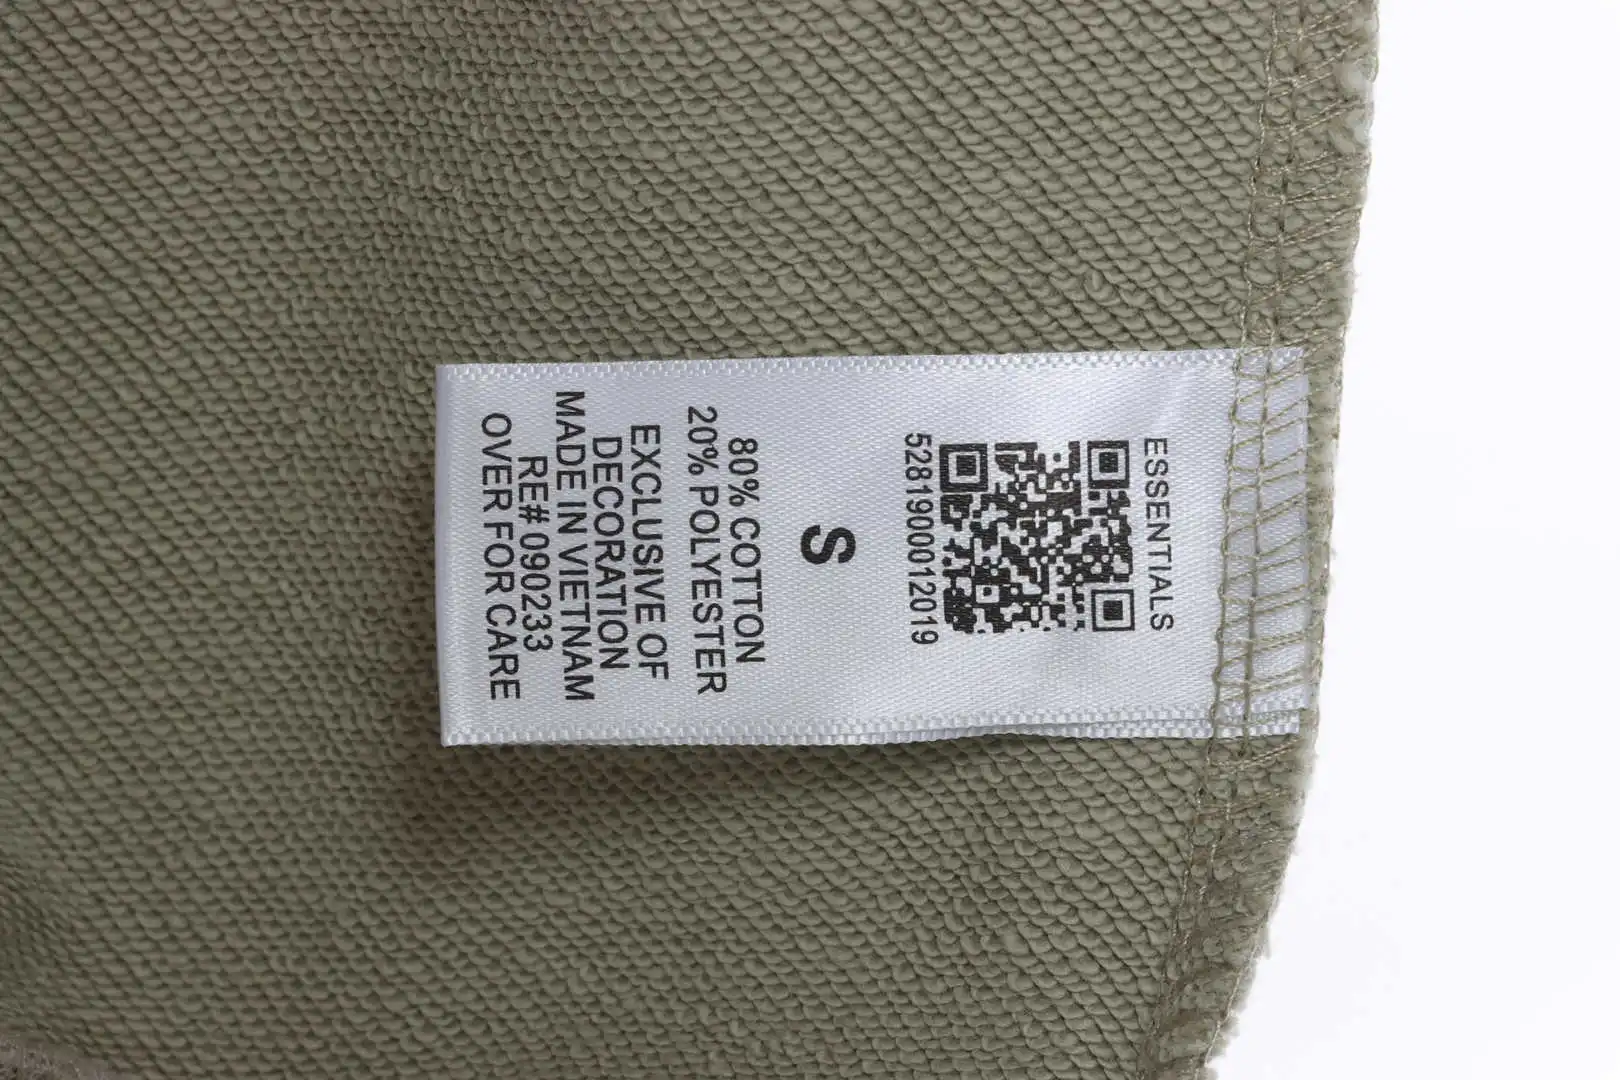 ESSENTIALS
5281900012019
S
80% COTTON
20% POLYESTER
EXCLUSIVE OF
DECORATION
MADE IN VIETNAM
RE# 090233
OVER FOR CARE